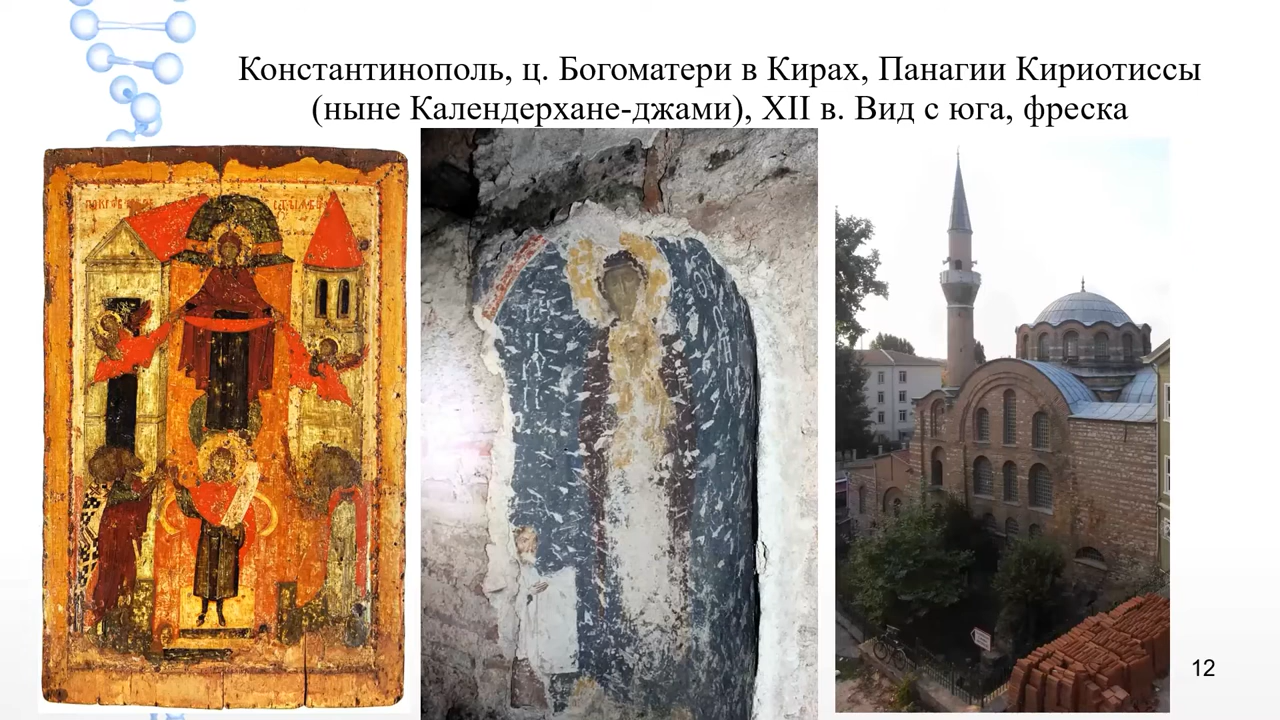 Константинополь, ц. Богоматери в Кирах, Панагии Кириотиссы
(ныне Календерхане-джами), XII в. Вид с юга, фреска
12